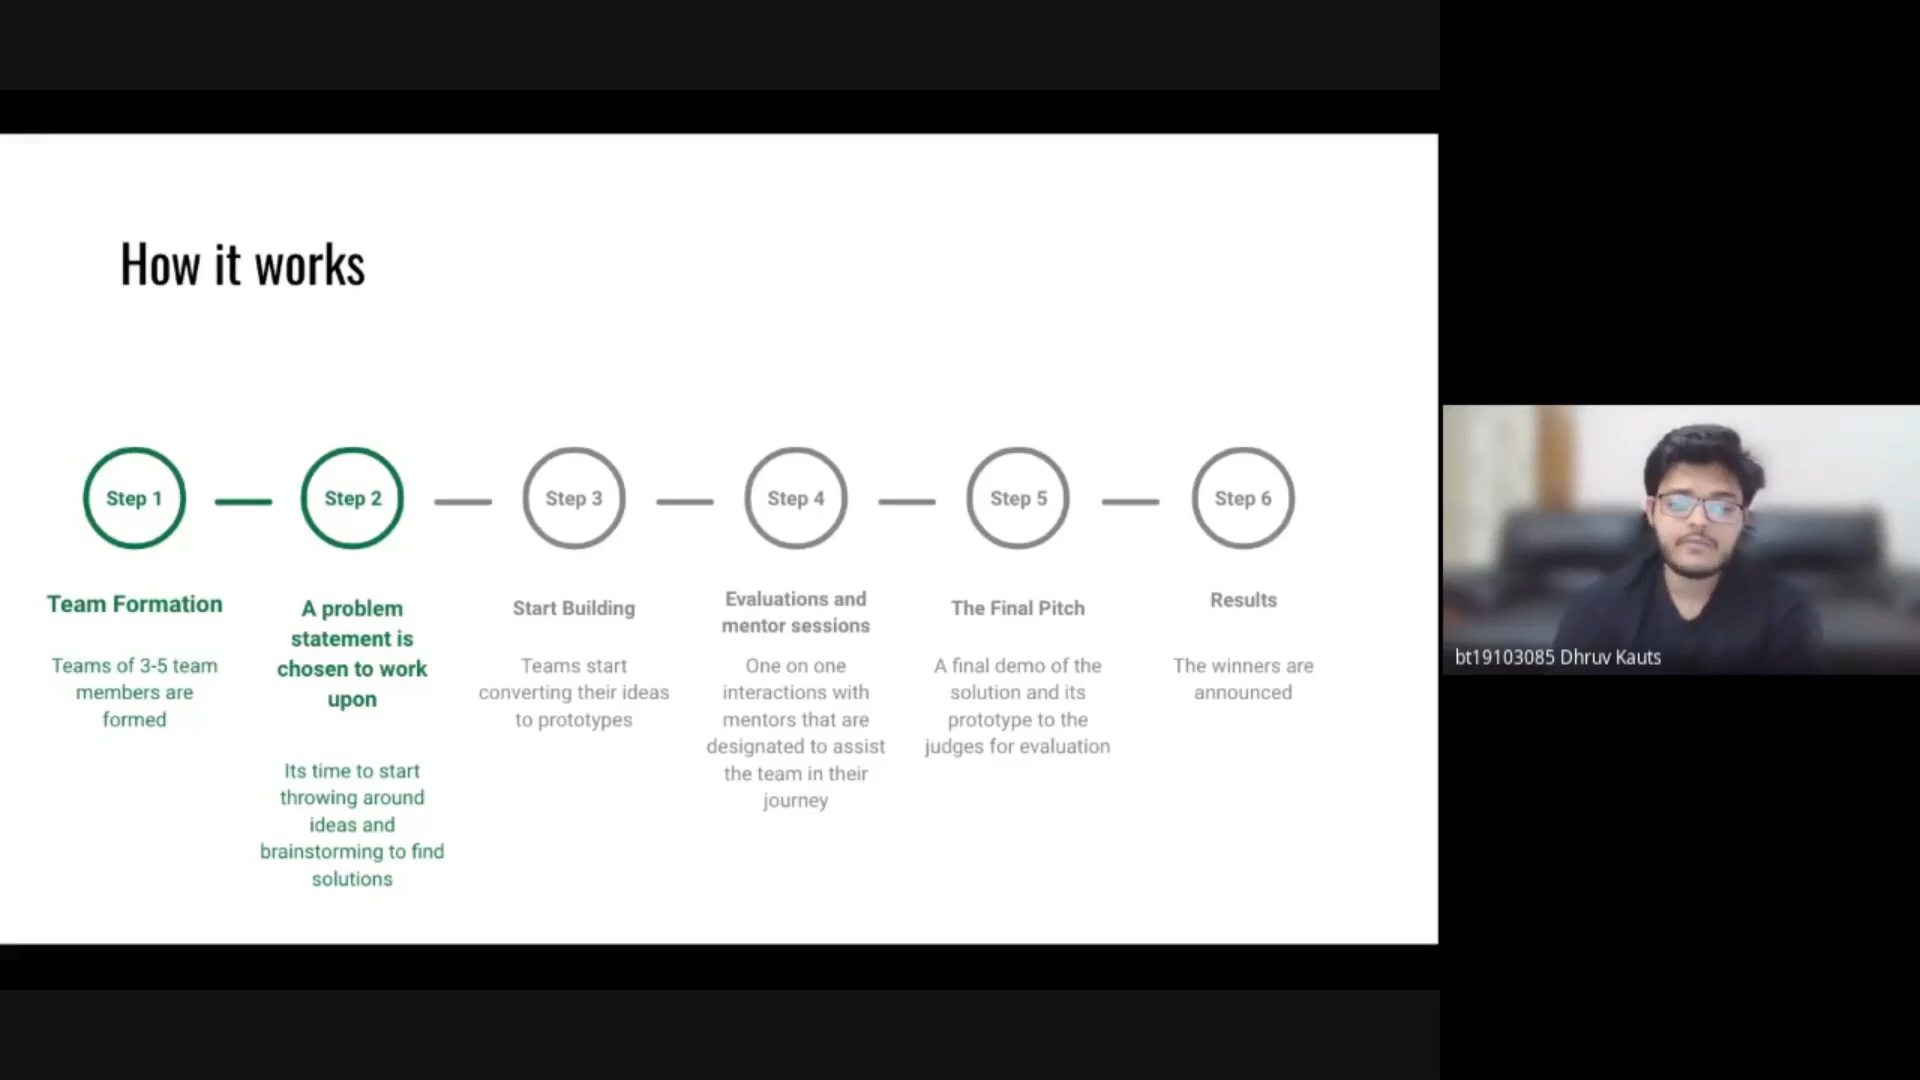 How it works
Step 1
Step 2
Step 3
Step 4
Step 5
Step 6
Team Formation
Teams of 3-5 team
members are
formed
A problem
statement is
chosen to work
upon
Its time to start
throwing around
ideas and
brainstorming to find
solutions
Start Building
Teams start
converting their ideas
to prototypes
Evaluations and
mentor sessions
One on one
interactions with
mentors that are
designated to assist
the team in their
journey
The Final Pitch
A final demo of the
solution and its
prototype to the
judges for evaluation
Results
The winners are
announced
bt19103085 Dhruv Kauts